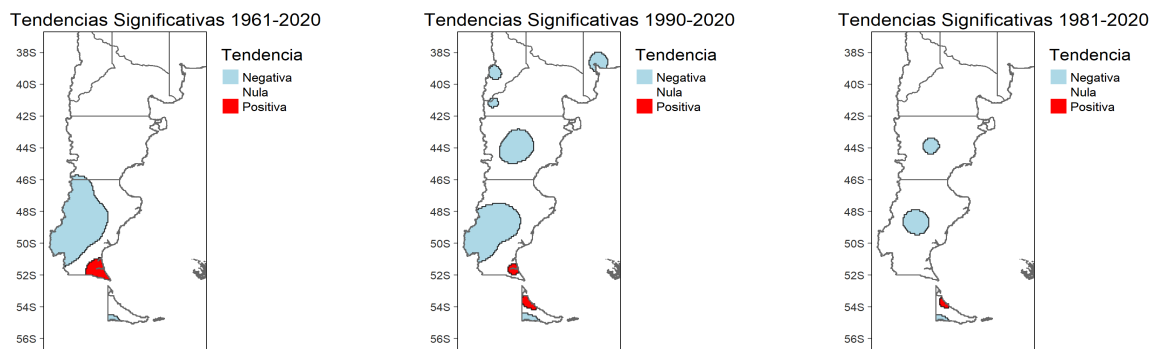 Tendencias Significativas 1961-2020
38S
40S
42S
44S
46S
48S
50S
52S
54S
56S
Tendencia
Negativa
Nula
Positiva
Tendencias Significativas 1990-2020
38S
40S
42S
44S
46S
48S
50S
52S
54S
56S
Tendencia
Negativa
Nula
Positiva
Tendencias Significativas 1981-2020
38S
40S
42S
44S
46S
48S
50S
52S
54S
56S
Tendencia
Negativa
Nula
Positiva